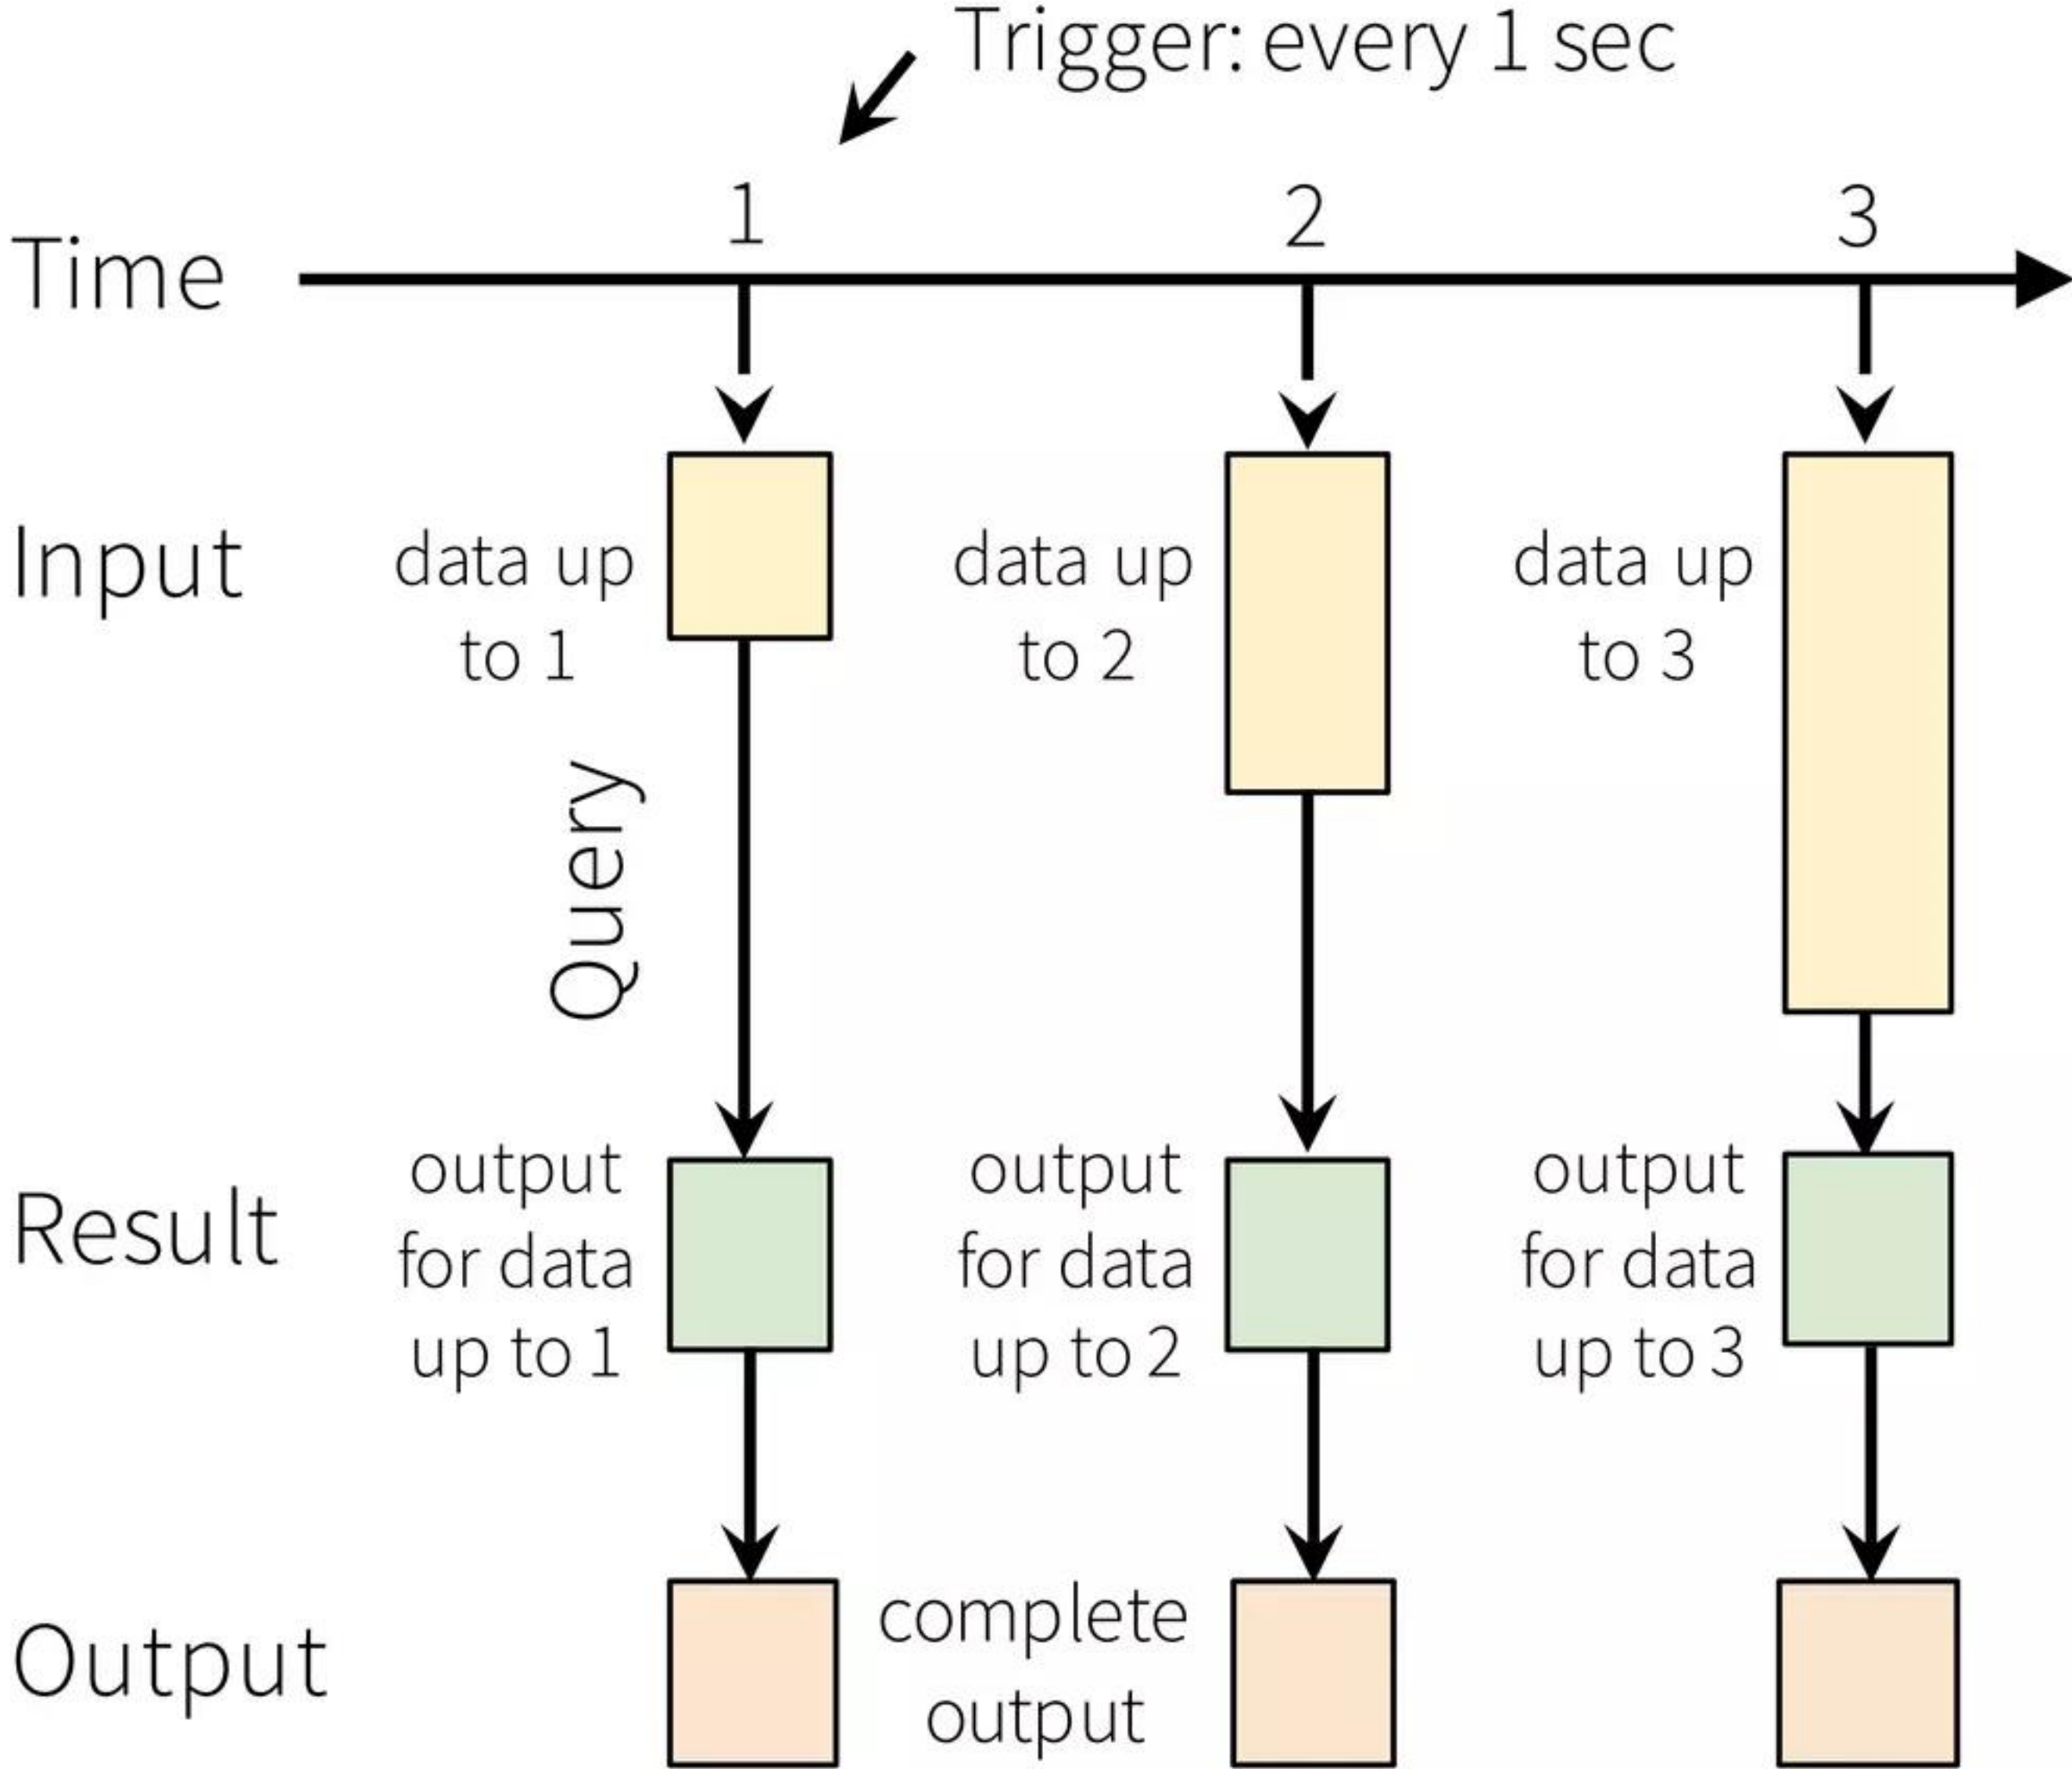 Trigger: every 1 sec
1 2 3
Time
Input
data up
to 1
data up
to 2
data up
to 3
Query
Result
output
for data
up to 1
output
for data
up to 2
output
for data
up to 3
Output
complete
output